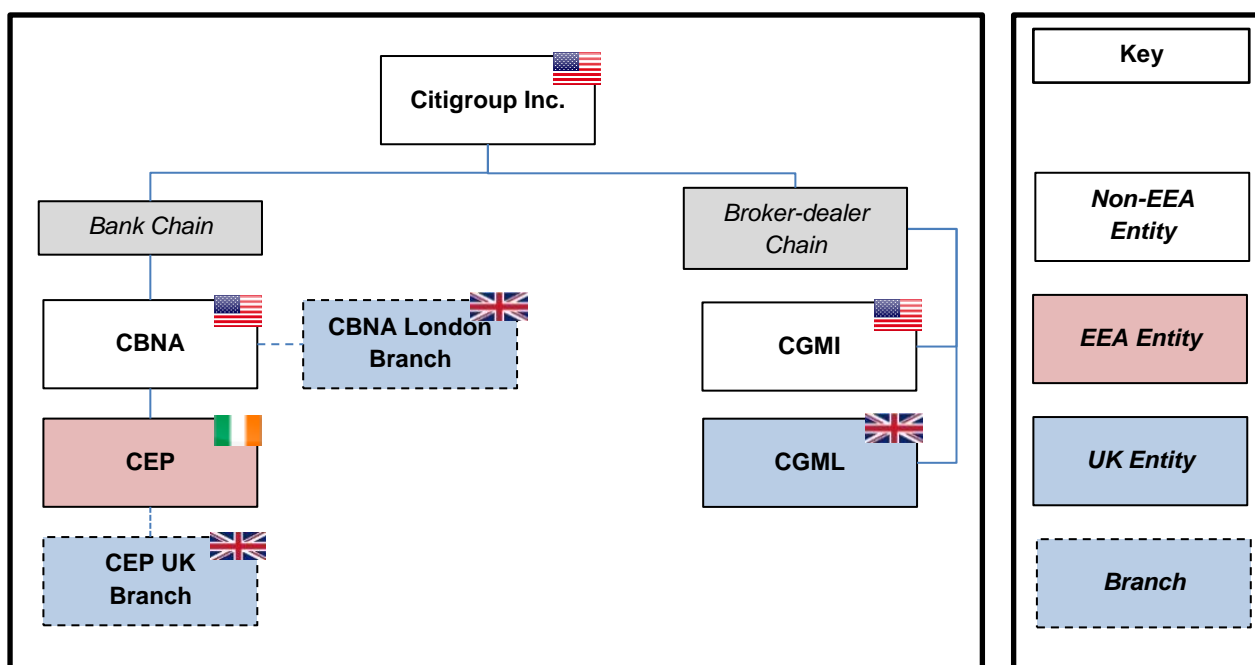 Citigroup Inc.
Bank Chain
Broker-dealer
Chain
CBNA
CBNA London
Branch
CGMI
CEP
CGML
CEP UK
Branch
Key
Non-EEA
Entity
EEA Entity
UK Entity
Branch